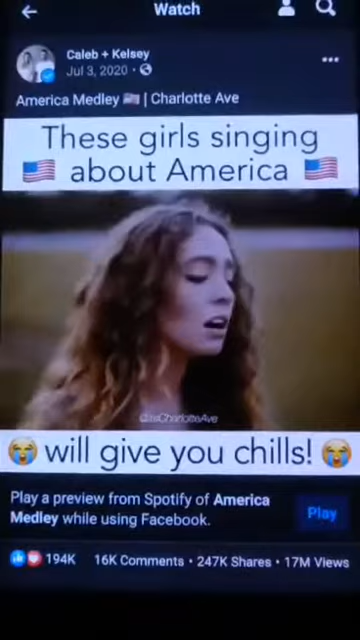 Watch
Caleb + Kelsey
Jul 3, 2020 ·
America Medley 🇺🇸 | Charlotte Ave
These girls singing
🇺🇸 about America 🇺🇸
@isCharlotteAve
😭 will give you chills! 😭
Play a preview from Spotify of America
Medley while using Facebook.
Play
194K 16K Comments · 247K Shares · 17M Views